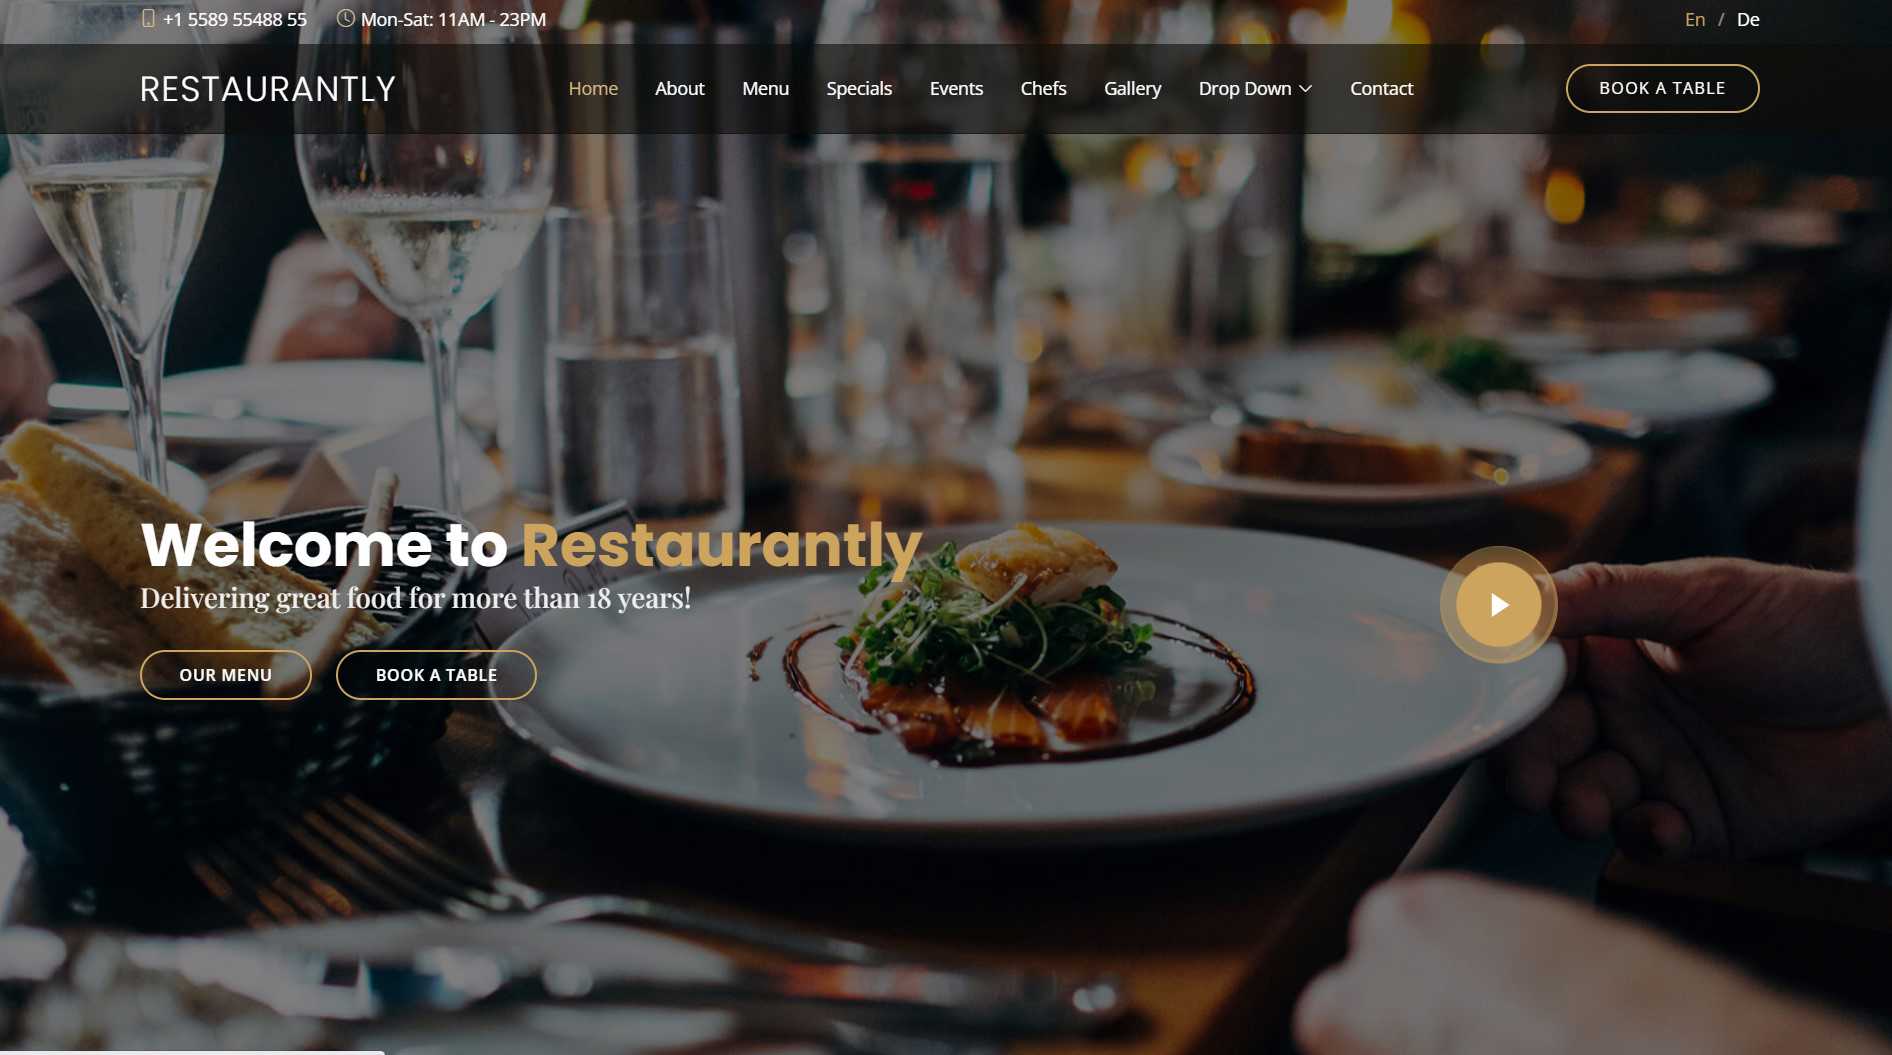 +1 5589 55488 55 Mon-Sat: 11AM - 23PM En / De
RESTAURANTLY Home About Menu Specials Events Chefs Gallery Drop Down Contact BOOK A TABLE
Welcome to Restaurantly
Delivering great food for more than 18 years!
OUR MENU BOOK A TABLE